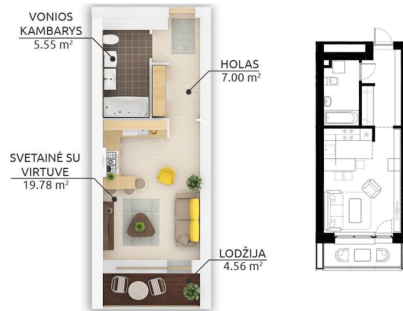 VONIOS
KAMBARYS
5.55 m²
HOLAS
7.00 m²
SVETAINĖ SU
VIRTUVE
19.78 m²
LODŽIJA
4.56 m²